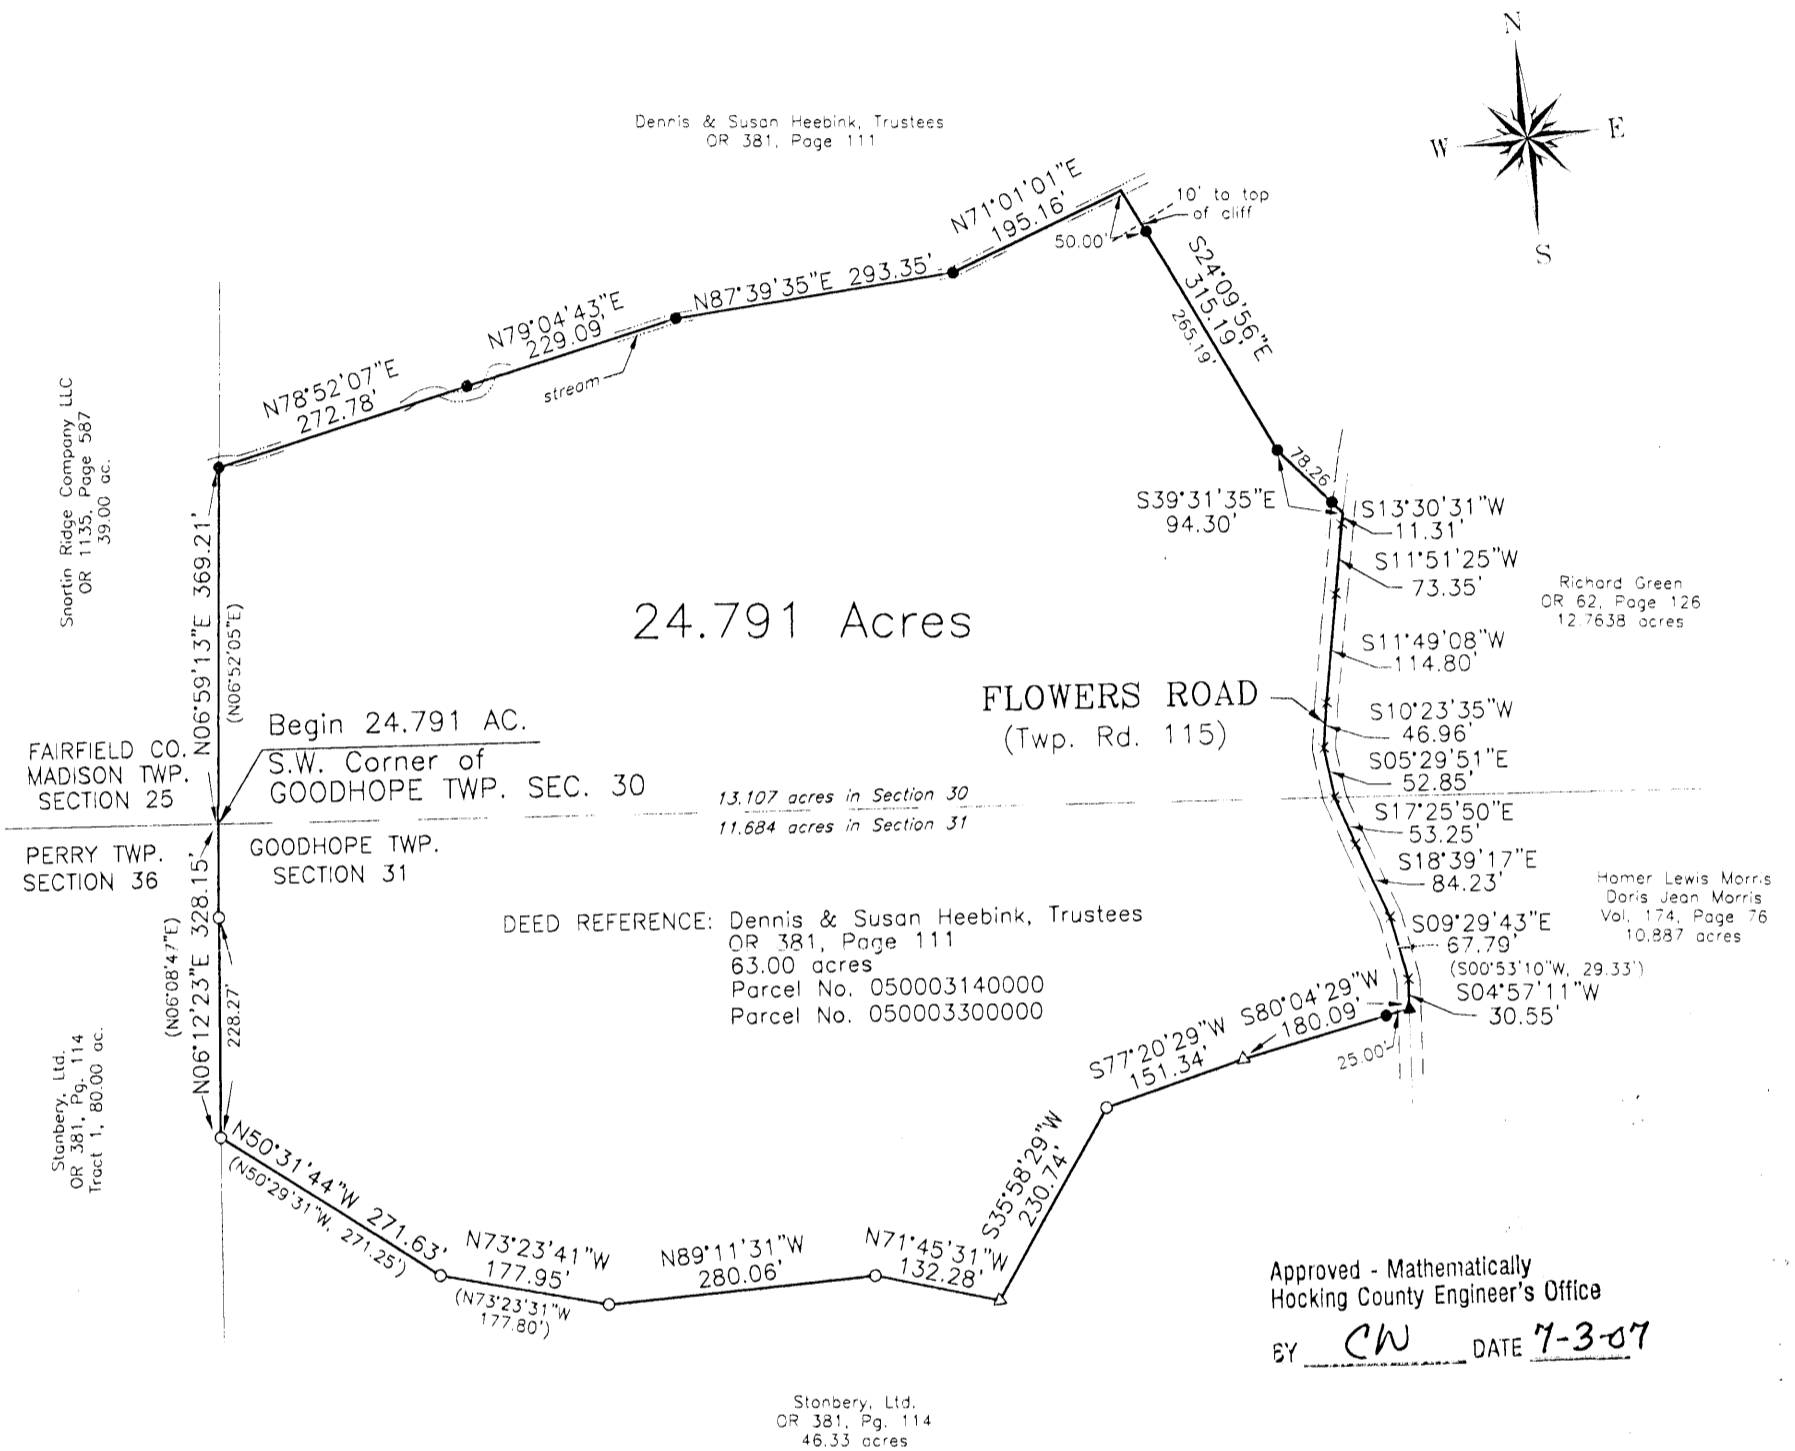 N
W
E
S
Dennis & Susan Heebink, Trustees
OR 381, Page 111
N71°01'01"E
195.16'
10' to top
of cliff
50.00'
S24°09'56"E
315.19'
265.19'
N87°39'35"E 293.35'
N79°04'43"E
229.09'
stream
N78°52'07"E
272.78'
Snortin Ridge Company LLC
OR 1135, Page 587
39.00 ac.
N06°59'13"E 369.21'
(N06°52'05"E)
78.26
S39°31'35"E
94.30'
S13°30'31"W
11.31'
S11°51'25"W
73.35'
Richard Green
OR 62, Page 126
12.7638 acres
24.791 Acres
S11°49'08"W
114.80'
FLOWERS ROAD
(Twp. Rd. 115)
S10°23'35"W
46.96'
S05°29'51"E
52.85'
Begin 24.791 AC.
S.W. Corner of
GOODHOPE TWP. SEC. 30
FAIRFIELD CO.
MADISON TWP.
SECTION 25
13.107 acres in Section 30
11.684 acres in Section 31
S17°25'50"E
53.25'
PERRY TWP.
SECTION 36
GOODHOPE TWP.
SECTION 31
S18°39'17"E
84.23'
Homer Lewis Morris
Doris Jean Morris
Vol. 174, Page 76
10.887 acres
DEED REFERENCE: Dennis & Susan Heebink, Trustees
OR 381, Page 111
63.00 acres
Parcel No. 050003140000
Parcel No. 050003300000
S09°29'43"E
67.79'
(S00°53'10"W, 29.33')
S04°57'11"W
30.55'
N06°12'23"E 328.15'
(N06°08'47"E)
228.27'
S80°04'29"W
180.09'
25.00'
S77°20'29"W
151.34'
Stanbery, Ltd.
OR 381, Pg. 114
Tract 1, 80.00 ac.
S35°58'29"W
230.74'
N50°31'44"W 271.63'
(N50°29'31"W, 271.25')
N73°23'41"W
177.95'
(N73°23'31"W
177.80')
N89°11'31"W
280.06'
N71°45'31"W
132.28'
Approved - Mathematically
Hocking County Engineer's Office
BY CW DATE 7-3-07
Stonbery, Ltd.
OR 381, Pg. 114
46.33 acres